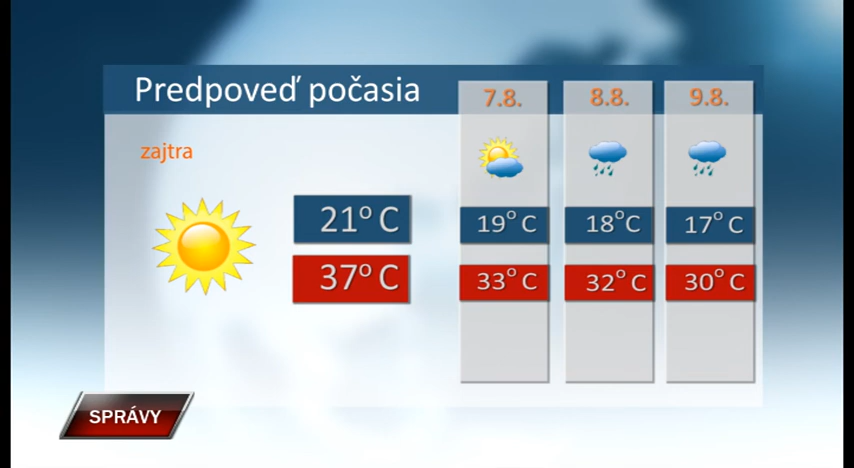 Predpoveď počasia
7.8. 8.8. 9.8.
zajtra
21° C 19° C 18°C 17° C
37° C 33° C 32° C 30° C
SPRÁVY